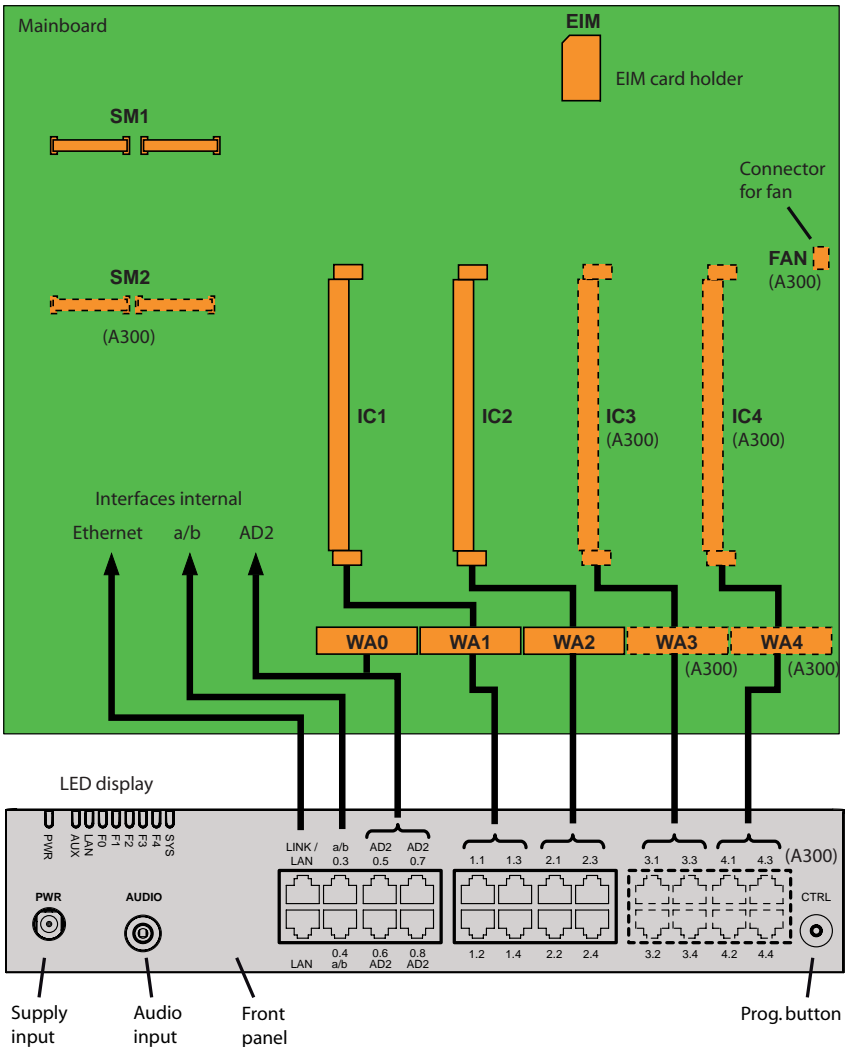 Mainboard
EIM
EIM card holder
SM1
Connector
for fan
FAN
(A300)
SM2
(A300)
IC1
IC2
IC3
(A300)
IC4
(A300)
Interfaces internal
Ethernet a/b AD2
WA0 WA1 WA2 WA3 WA4
(A300) (A300)
LED display
PWR AUX LAN F0 F1 F2 F3 F4 SYS
LINK / a/b AD2 AD2
LAN 0.3 0.5 0.7 1.1 1.3 2.1 2.3 3.1 3.3 4.1 4.3 (A300)
PWR AUDIO CTRL
0.4 0.6 0.8 1.2 1.4 2.2 2.4 3.2 3.4 4.2 4.4
LAN a/b AD2 AD2
Supply
input
Audio
input
Front
panel
Prog. button